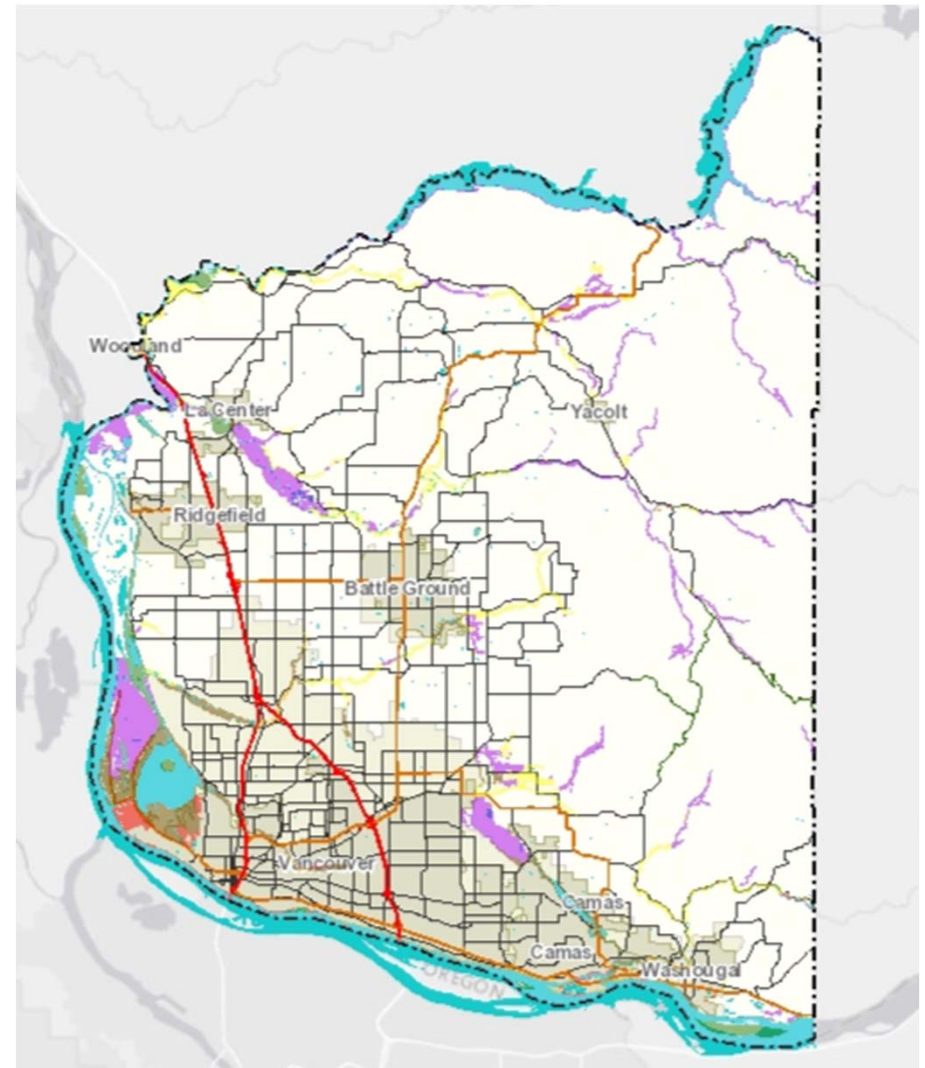 Woodland
La Center
Yacolt
Ridgefield
Battle Ground
Vancouver
Camas
Camas
Washougal
OREGON